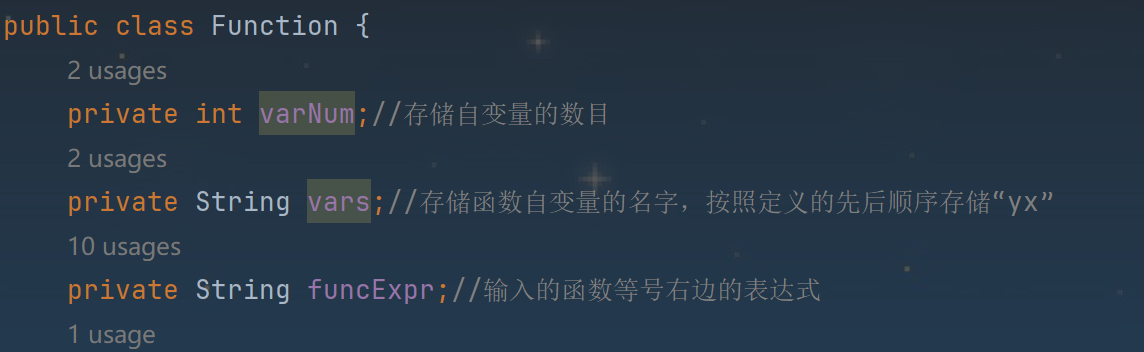 public class Function {
2 usages
private int varNum;//存储自变量的数目
2 usages
private String vars;//存储函数自变量的名字，按照定义的先后顺序存储“yx”
10 usages
private String funcExpr;//输入的函数等号右边的表达式
1 usage